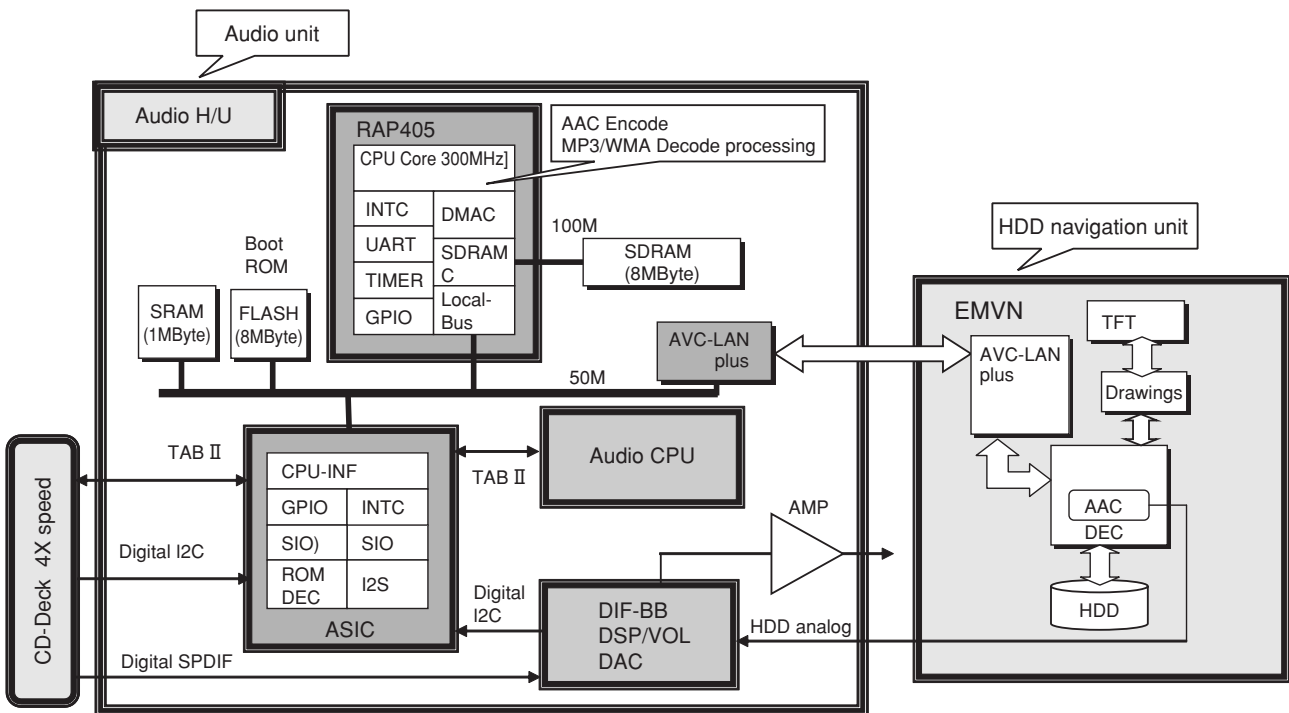 Audio unit
Audio H/U
RAP405
CPU Core 300MHz]
INTC
UART
TIMER
GPIO
DMAC
SDRAM
C
Local-
Bus
AAC Encode
MP3/WMA Decode processing
100M
SDRAM
(8MByte)
Boot
ROM
SRAM
(1MByte)
FLASH
(8MByte)
50M
AVC-LAN
plus
HDD navigation unit
EMVN
AVC-LAN
plus
TFT
Drawings
AAC
DEC
HDD
CD-Deck 4X speed
TAB II
Digital I2C
Digital SPDIF
CPU-INF
GPIO
INTC
SIO)
SIO
ROM
DEC
I2S
ASIC
TAB II
Audio CPU
AMP
Digital
I2C
DIF-BB
DSP/VOL
DAC
HDD analog